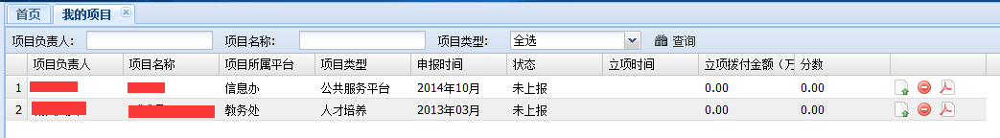 首页 我的项目
项目负责人: 项目名称: 项目类型: 全选 查询
项目负责人 项目名称 项目所属平台 项目类型 申报时间 状态 立项时间 立项拨付金额（万 分数
1 信息办 公共服务平台 2014年10月 未上报 0.00 0.00
2 教务处 人才培养 2013年03月 未上报 0.00 0.00